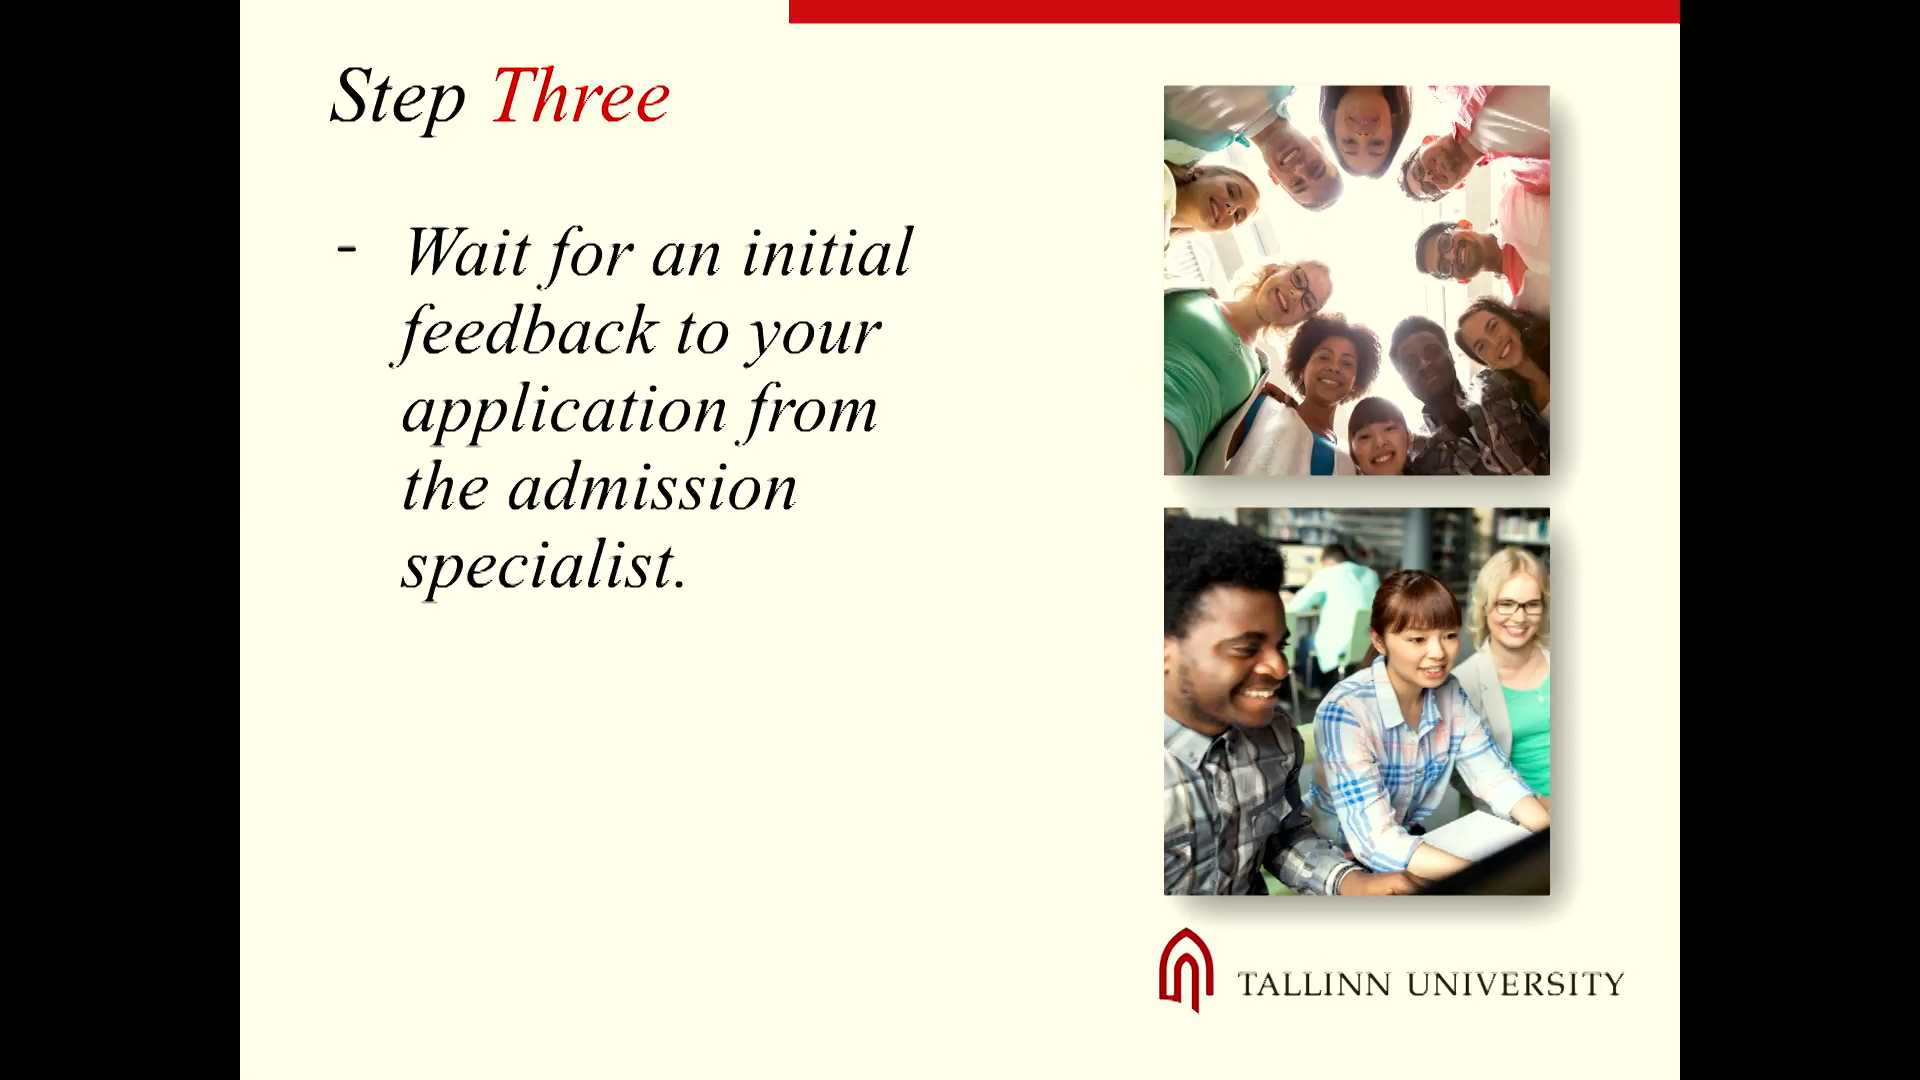 Step Three
- Wait for an initial
feedback to your
application from
the admission
specialist.
TALLINN UNIVERSITY